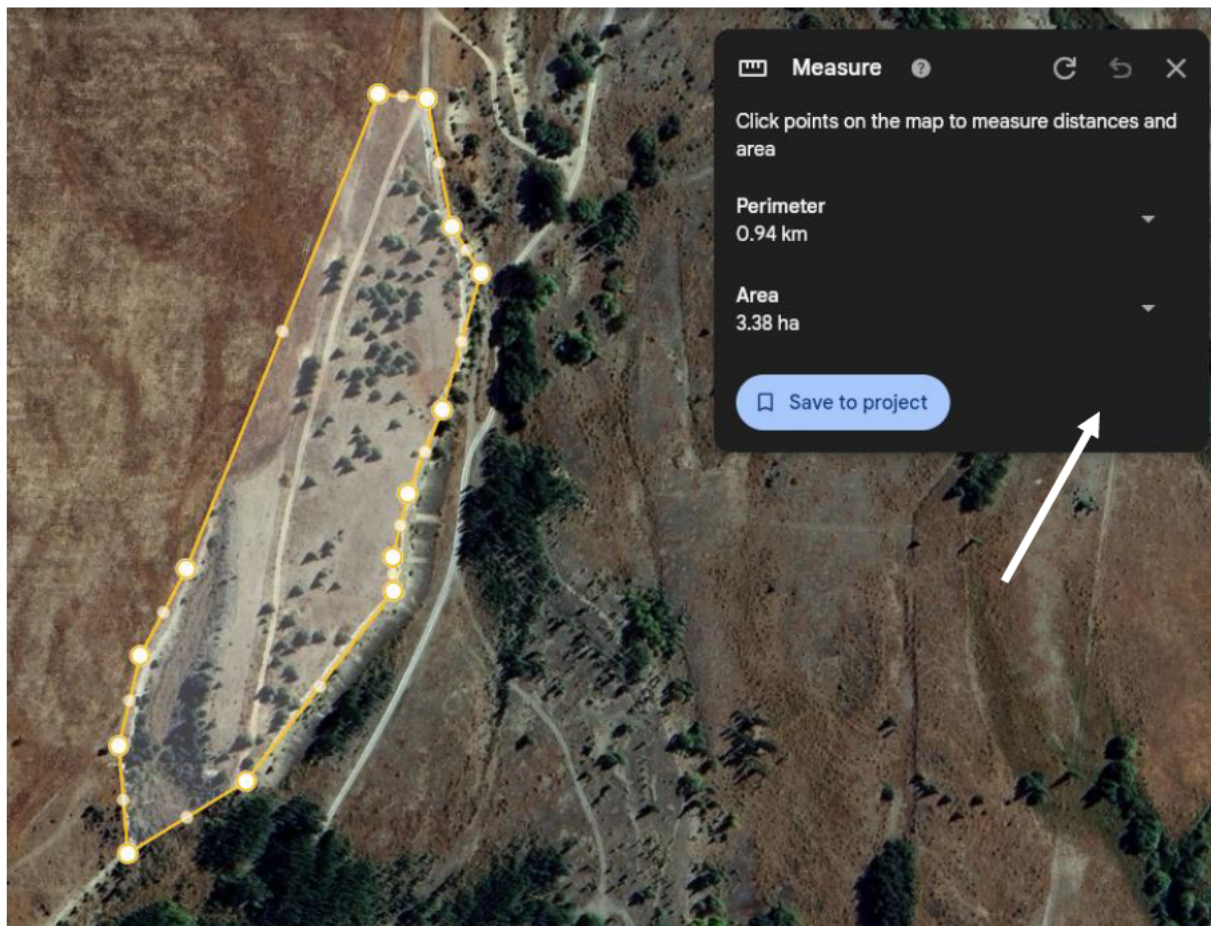 Measure
Click points on the map to measure distances and
area
Perimeter
0.94 km
Area
3.38 ha
Save to project